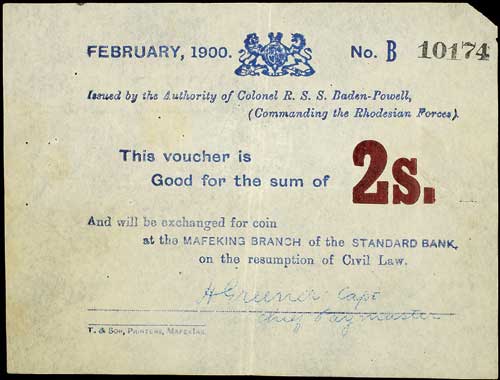 FEBRUARY, 1900. No. B 10174
Issued by the Authority of Colonel R. S. S. Baden-Powell,
(Commanding the Rhodesian Forces).
This voucher is
Good for the sum of 2s.
And will be exchanged for coin
at the MAFEKING BRANCH of the STANDARD BANK,
on the resumption of Civil Law.
H Greener Capt
Chief Paymaster
T. & Son, Printers, Mafeking.